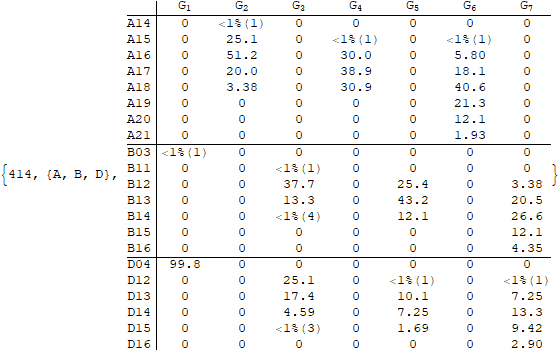 G1 G2 G3 G4 G5 G6 G7
A14 0 <1%(1) 0 0 0 0 0
A15 0 25.1 0 <1%(1) 0 <1%(1) 0
A16 0 51.2 0 30.0 0 5.80 0
A17 0 20.0 0 38.9 0 18.1 0
A18 0 3.38 0 30.9 0 40.6 0
A19 0 0 0 0 0 21.3 0
A20 0 0 0 0 0 12.1 0
A21 0 0 0 0 0 1.93 0
B03 <1%(1) 0 0 0 0 0 0
B11 0 0 <1%(1) 0 0 0 0
{414, {A, B, D}, B12 0 0 37.7 0 25.4 0 3.38 }
B13 0 0 13.3 0 43.2 0 20.5
B14 0 0 <1%(4) 0 12.1 0 26.6
B15 0 0 0 0 0 0 12.1
B16 0 0 0 0 0 0 4.35
D04 99.8 0 0 0 0 0 0
D12 0 0 25.1 0 <1%(1) 0 <1%(1)
D13 0 0 17.4 0 10.1 0 7.25
D14 0 0 4.59 0 7.25 0 13.3
D15 0 0 <1%(3) 0 1.69 0 9.42
D16 0 0 0 0 0 0 2.90